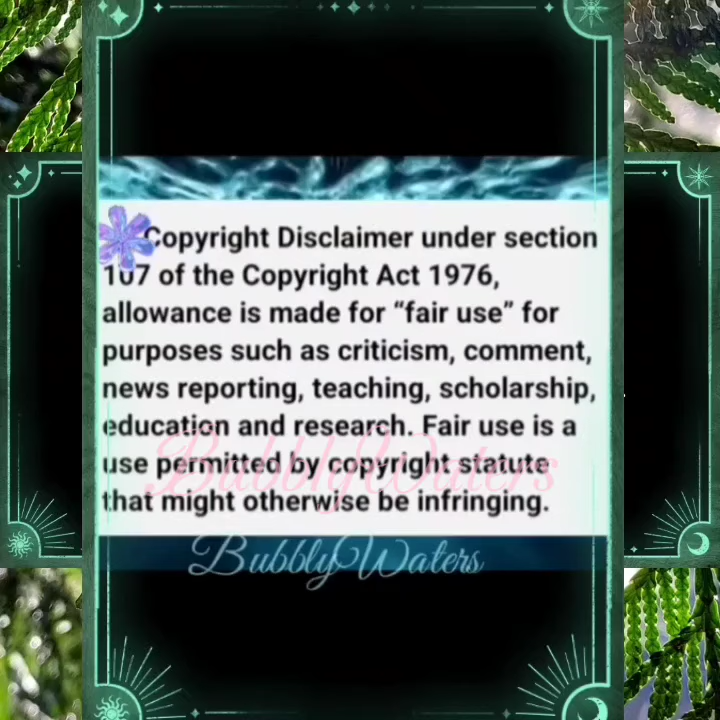 Copyright Disclaimer under section
107 of the Copyright Act 1976,
allowance is made for “fair use” for
purposes such as criticism, comment,
news reporting, teaching, scholarship,
education and research. Fair use is a
use permitted by copyright statute
BubblyWaters
that might otherwise be infringing.
BubblyWaters